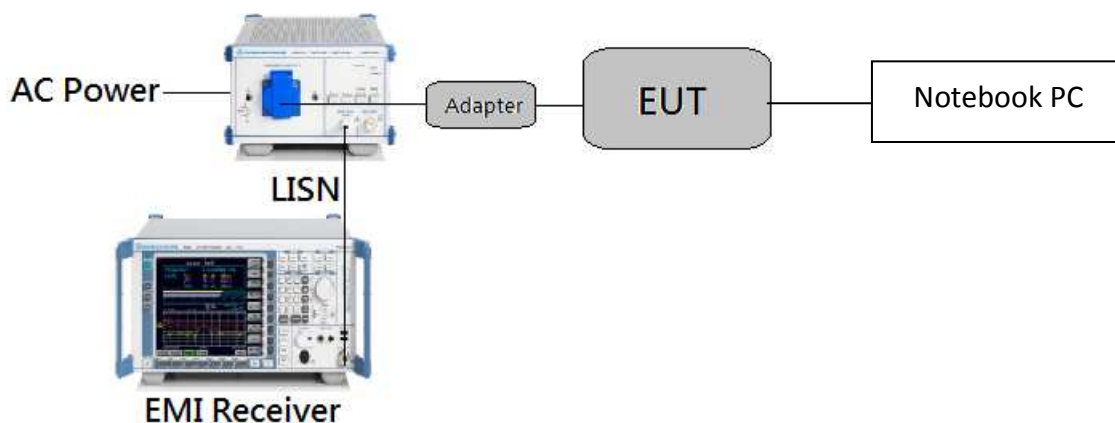 AC Power
Adapter
EUT
Notebook PC
LISN
EMI Receiver